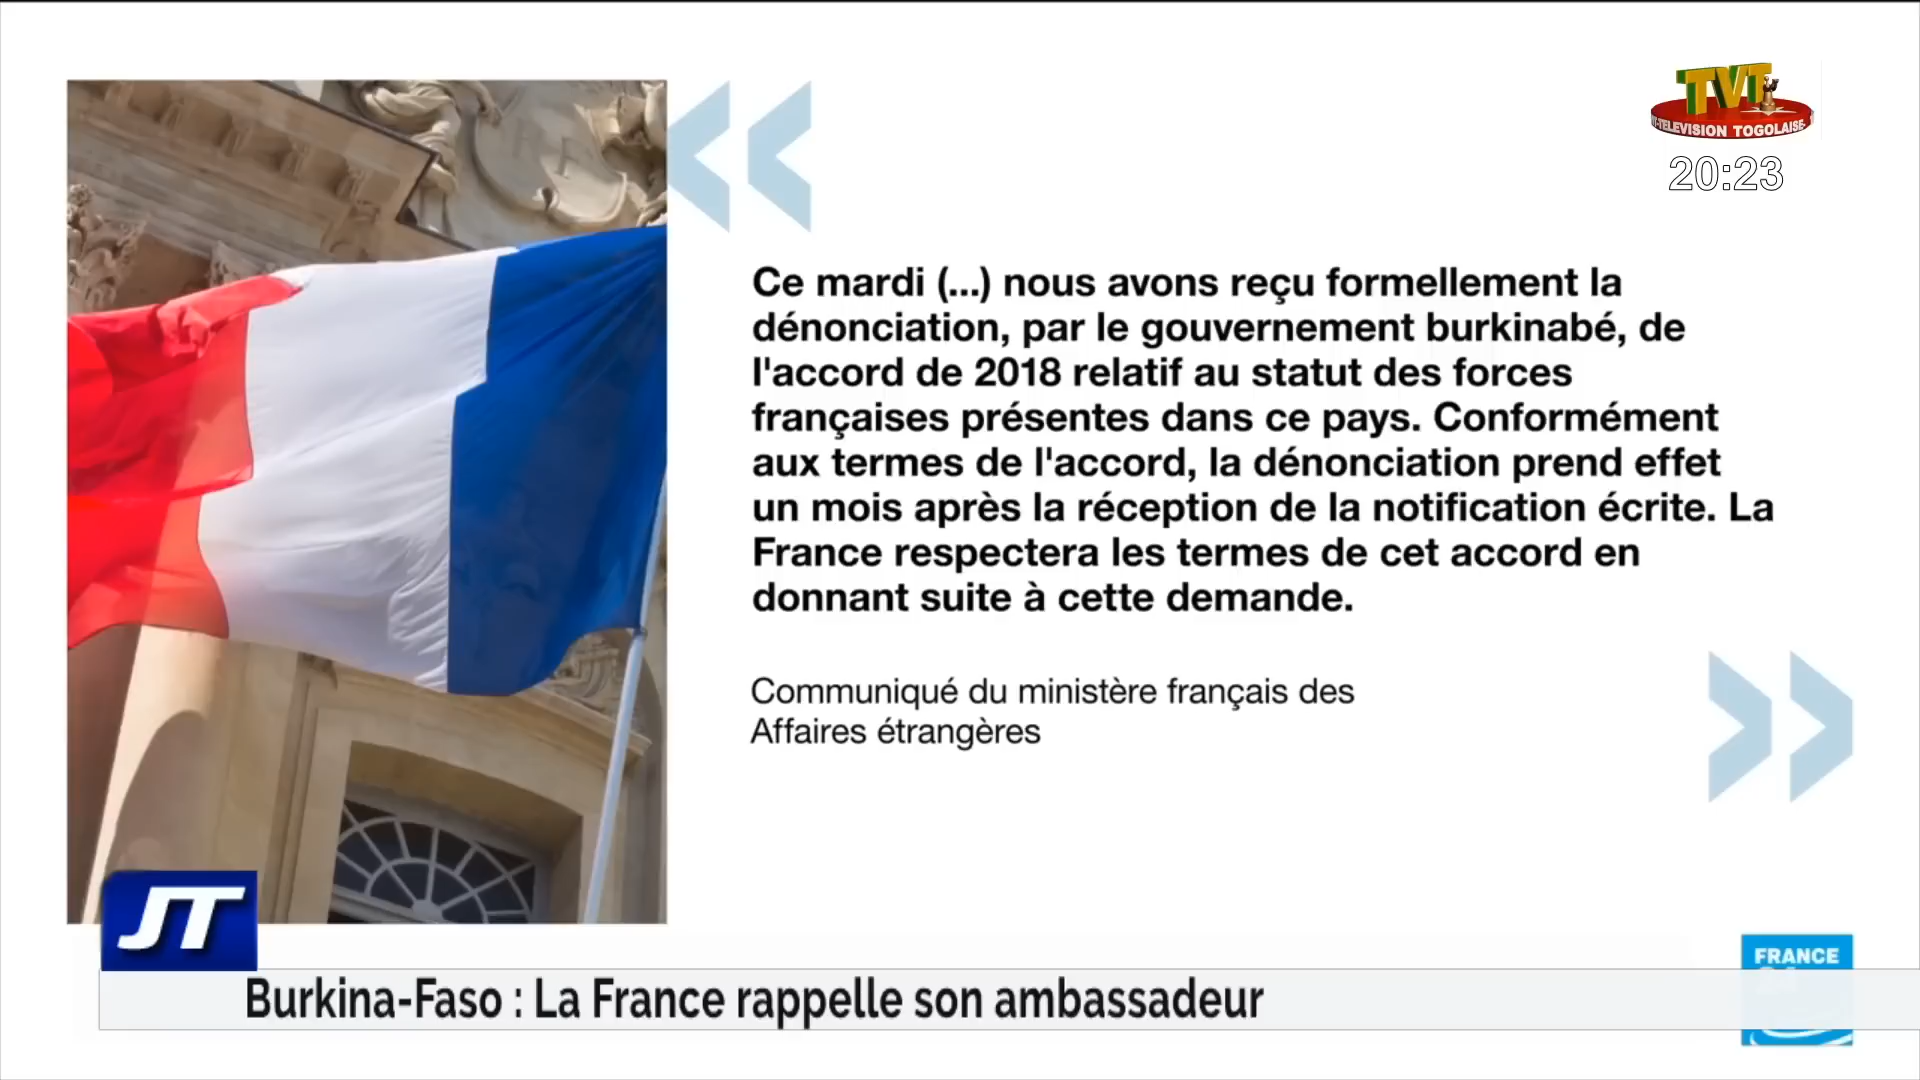 TVT
TELEVISION TOGOLAISE
20:23
RF
Ce mardi (...) nous avons reçu formellement la
dénonciation, par le gouvernement burkinabé, de
l'accord de 2018 relatif au statut des forces
françaises présentes dans ce pays. Conformément
aux termes de l'accord, la dénonciation prend effet
un mois après la réception de la notification écrite. La
France respectera les termes de cet accord en
donnant suite à cette demande.
Communiqué du ministère français des
Affaires étrangères
JT
Burkina-Faso : La France rappelle son ambassadeur
FRANCE
24